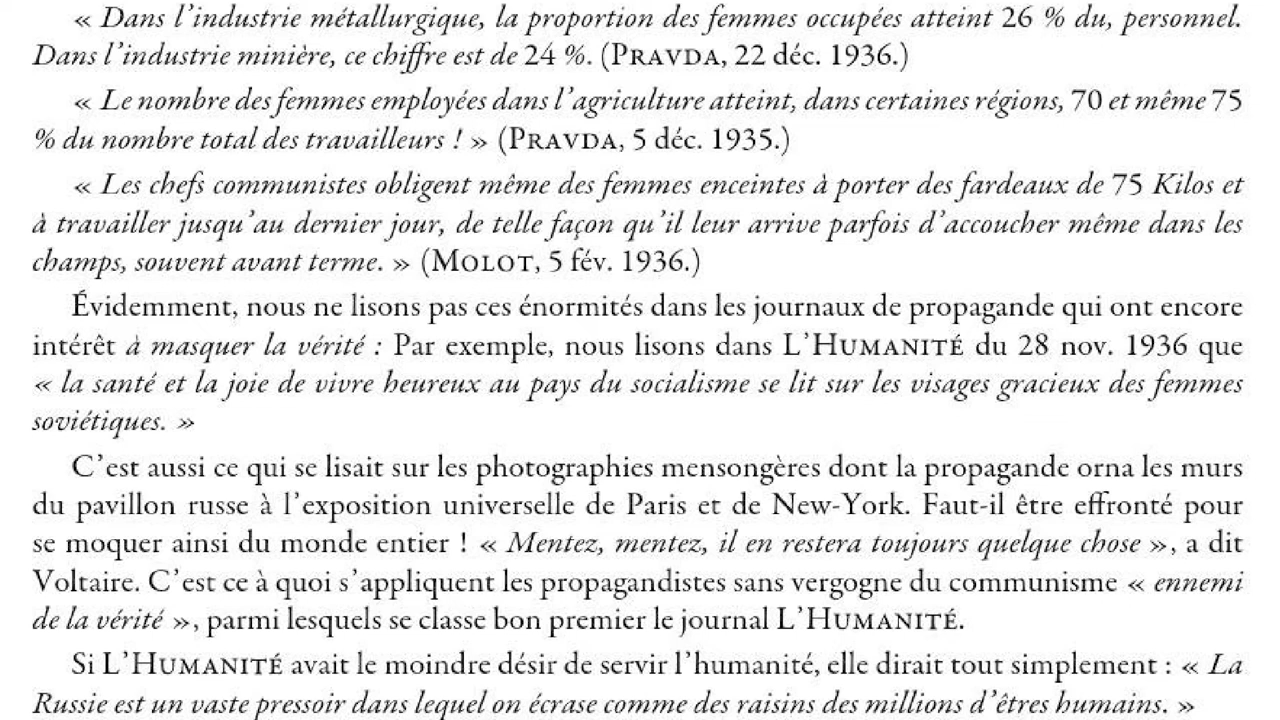 « Dans l’industrie métallurgique, la proportion des femmes occupées atteint 26 % du, personnel.
Dans l’industrie minière, ce chiffre est de 24 %. (PRAVDA, 22 déc. 1936.)
« Le nombre des femmes employées dans l’agriculture atteint, dans certaines régions, 70 et même 75
% du nombre total des travailleurs ! » (PRAVDA, 5 déc. 1935.)
« Les chefs communistes obligent même des femmes enceintes à porter des fardeaux de 75 Kilos et
à travailler jusqu’au dernier jour, de telle façon qu’il leur arrive parfois d’accoucher même dans les
champs, souvent avant terme. » (MOLOT, 5 fév. 1936.)
Évidemment, nous ne lisons pas ces énormités dans les journaux de propagande qui ont encore
intérêt à masquer la vérité : Par exemple, nous lisons dans L’HUMANITÉ du 28 nov. 1936 que
« la santé et la joie de vivre heureux au pays du socialisme se lit sur les visages gracieux des femmes
soviétiques. »
C’est aussi ce qui se lisait sur les photographies mensongères dont la propagande orna les murs
du pavillon russe à l’exposition universelle de Paris et de New-York. Faut-il être effronté pour
se moquer ainsi du monde entier ! « Mentez, mentez, il en restera toujours quelque chose », a dit
Voltaire. C’est ce à quoi s’appliquent les propagandistes sans vergogne du communisme « ennemi
de la vérité », parmi lesquels se classe bon premier le journal L’HUMANITÉ.
Si L’HUMANITÉ avait le moindre désir de servir l’humanité, elle dirait tout simplement : « La
Russie est un vaste pressoir dans lequel on écrase comme des raisins des millions d’êtres humains. »